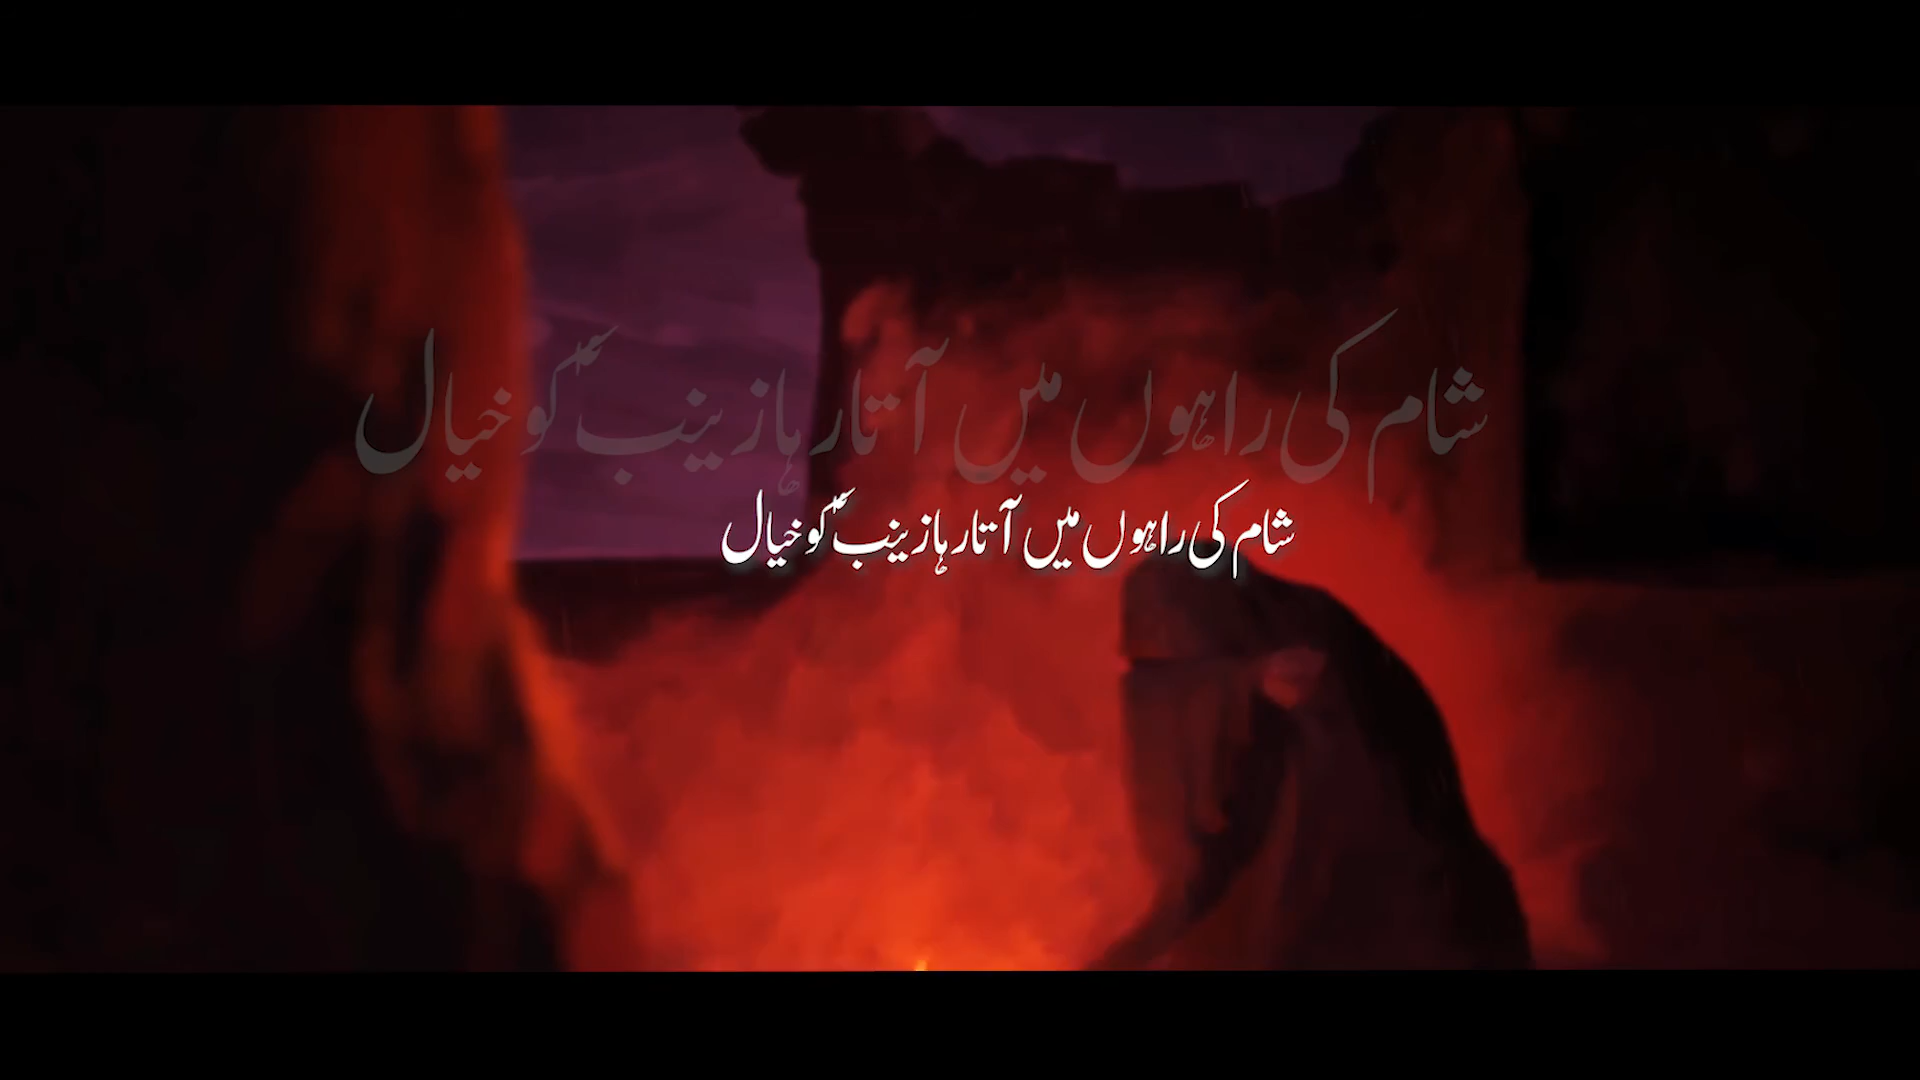 شام کی راہوں میں آتا رہا زینبؑ کو خیال
شام کی راہوں میں آتا رہا زینبؑ کو خیال